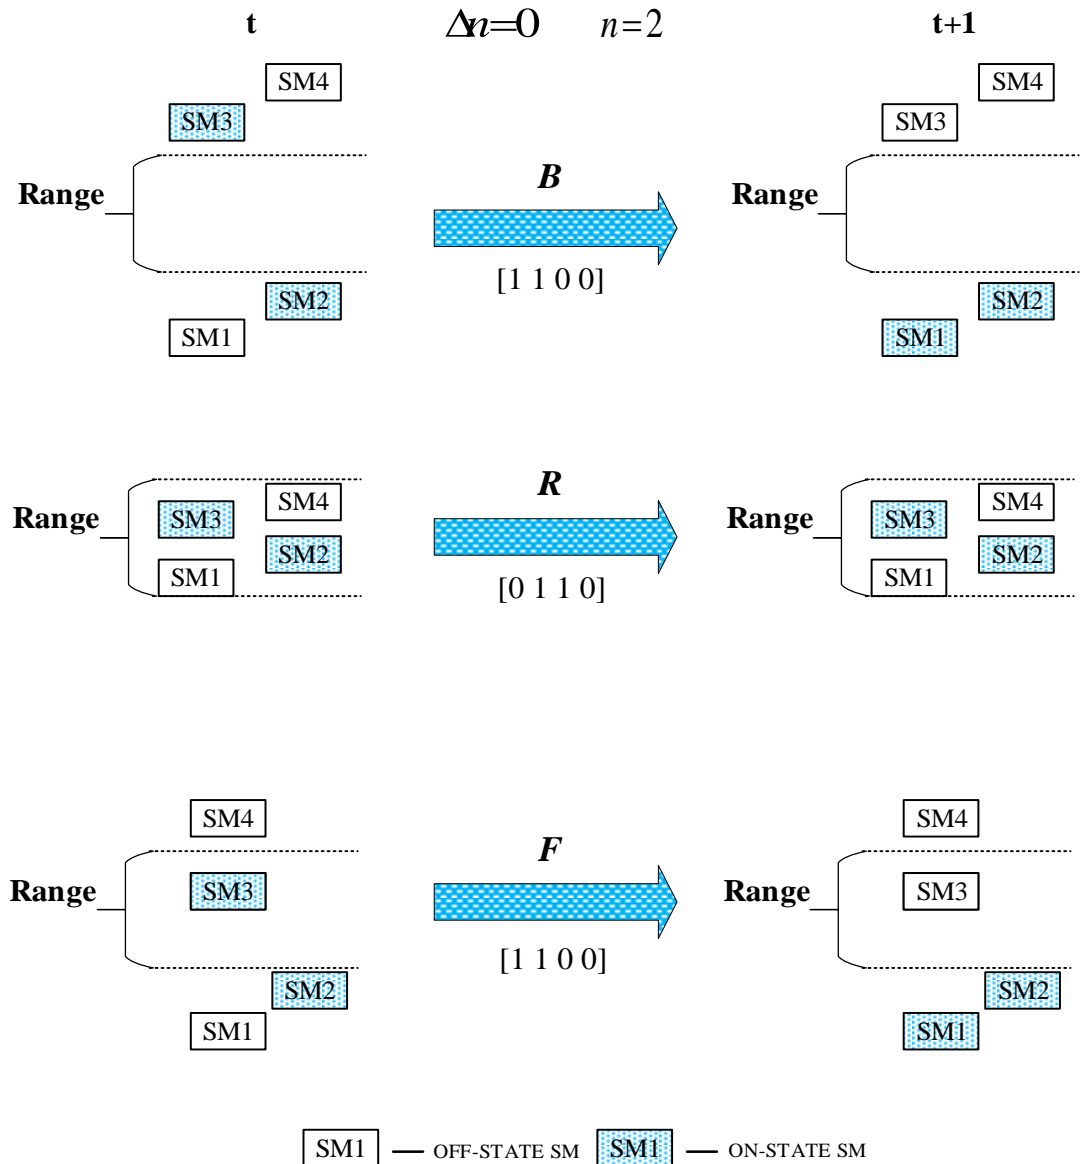 t Δn=0 n=2 t+1
SM4 SM4
SM3 SM3
B
Range Range
[1 1 0 0]
SM2 SM2
SM1 SM1
R
SM4 SM4
Range SM3 Range SM3
SM2 SM2
SM1 SM1
[0 1 1 0]
SM4 SM4
F
Range SM3 Range SM3
[1 1 0 0]
SM2 SM2
SM1 SM1
SM1 — OFF-STATE SM SM1 — ON-STATE SM